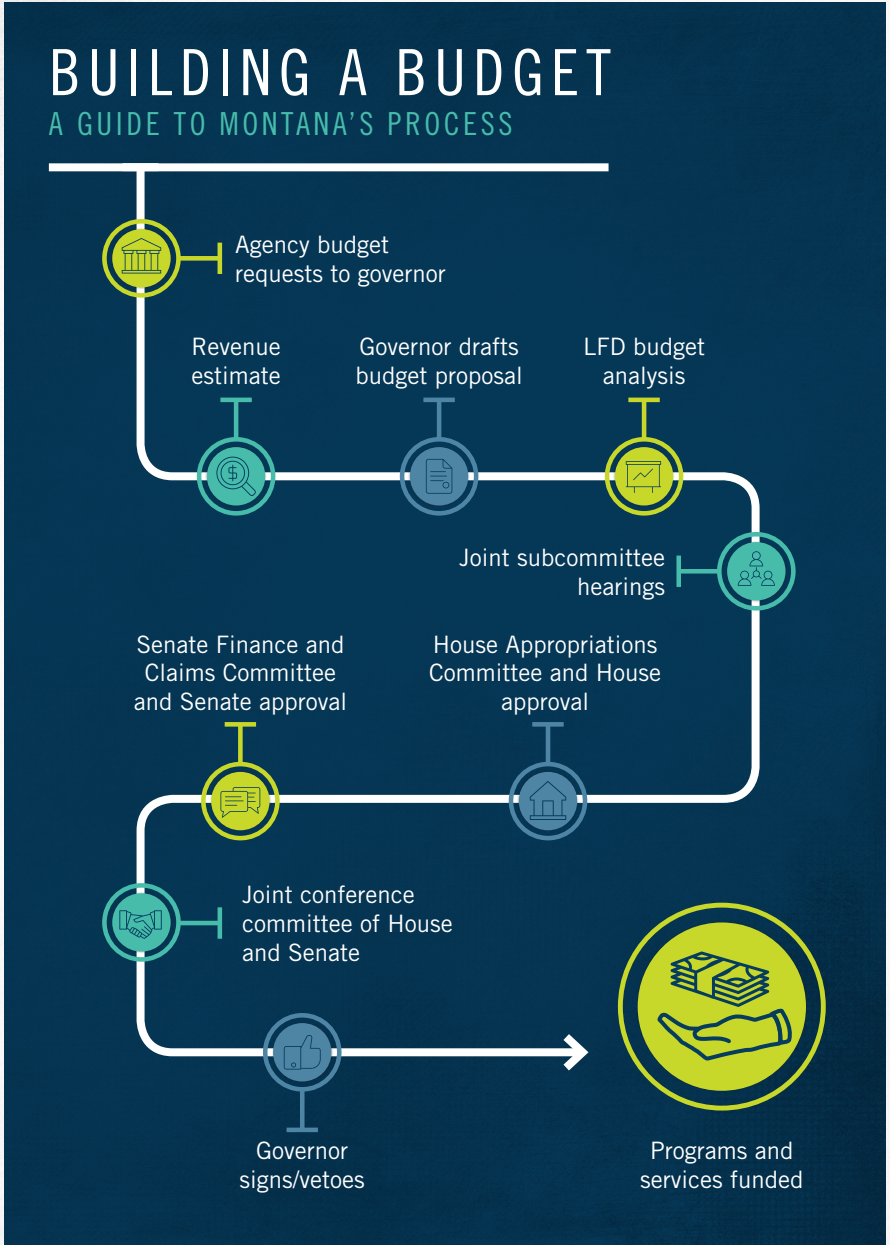 BUILDING A BUDGET
A GUIDE TO MONTANA'S PROCESS
Agency budget
requests to governor
Revenue
estimate
Governor drafts
budget proposal
LFD budget
analysis
Joint subcommittee
hearings
House Appropriations
Committee and House
approval
Senate Finance and
Claims Committee
and Senate approval
Joint conference
committee of House
and Senate
Governor
signs/vetoes
Programs and
services funded